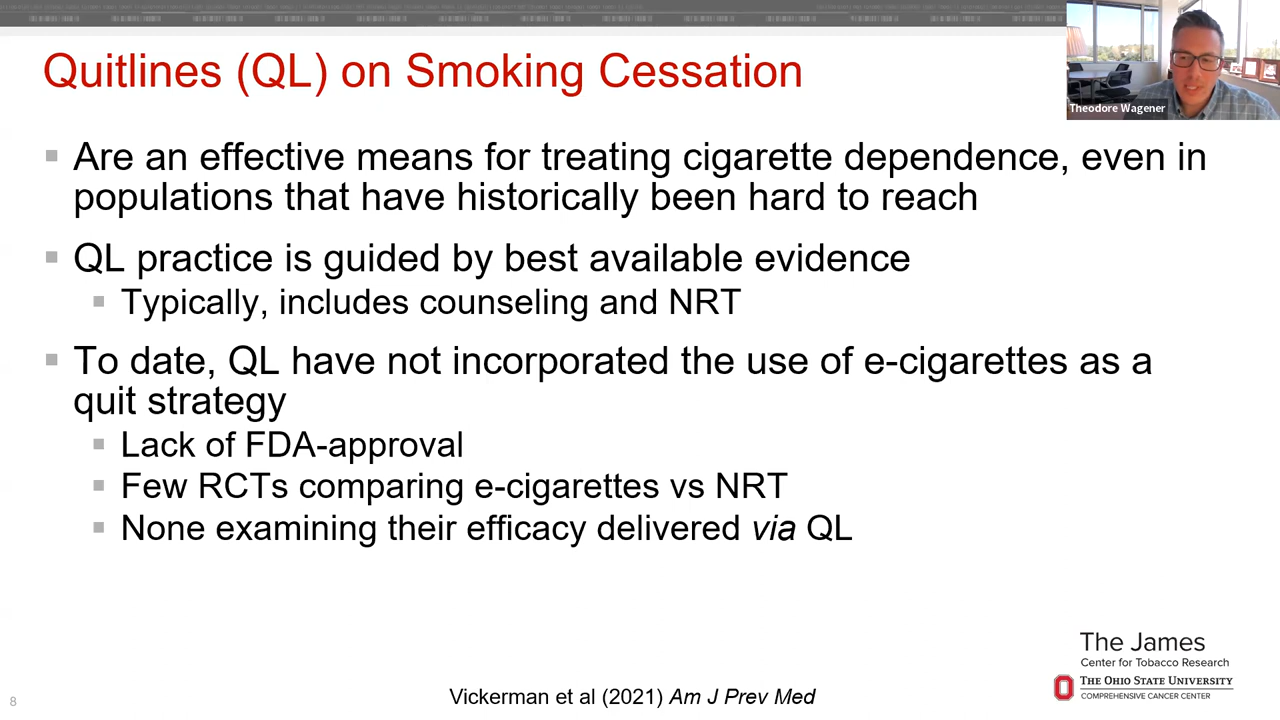 Quitlines (QL) on Smoking Cessation
Theodore Wagener
▪ Are an effective means for treating cigarette dependence, even in
populations that have historically been hard to reach
▪ QL practice is guided by best available evidence
▪ Typically, includes counseling and NRT
▪ To date, QL have not incorporated the use of e-cigarettes as a
quit strategy
▪ Lack of FDA-approval
▪ Few RCTs comparing e-cigarettes vs NRT
▪ None examining their efficacy delivered via QL
The James
Center for Tobacco Research
THE OHIO STATE UNIVERSITY
COMPREHENSIVE CANCER CENTER
8
Vickerman et al (2021) Am J Prev Med